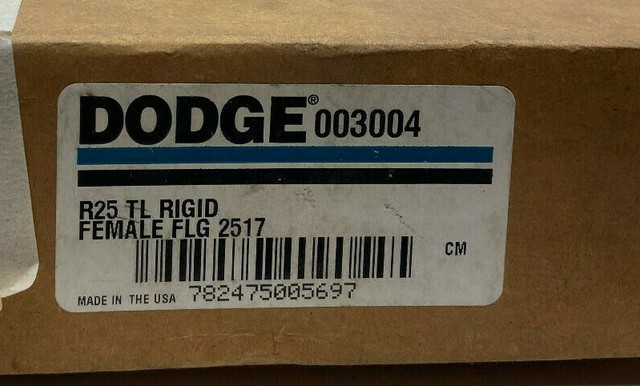 DODGE® 003004
R25 TL RIGID
FEMALE FLG 2517
CM
MADE IN THE USA 782475005697